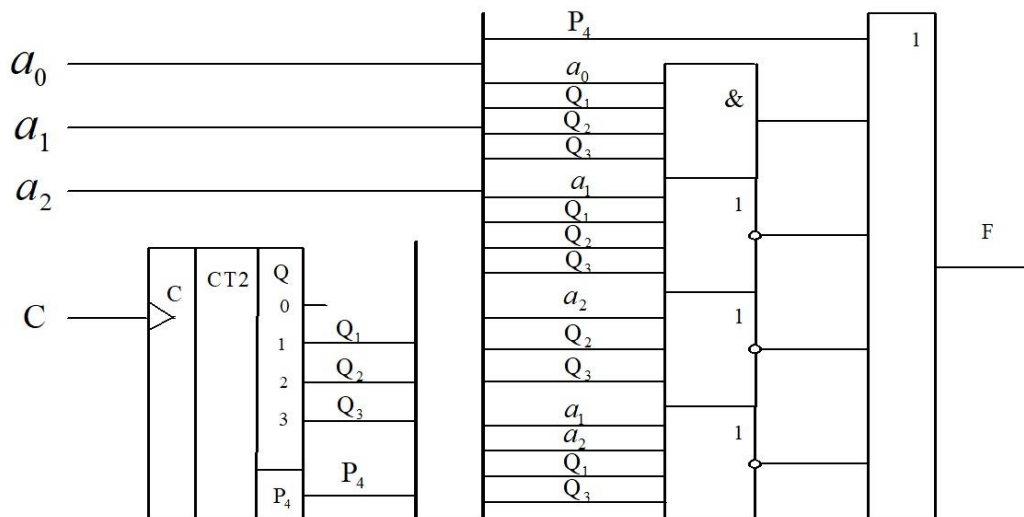 a₀
a₁
a₂
C
C
CT2
Q
0
1
2
3
P₄
Q₁
Q₂
Q₃
P₄
P₄
a₀
Q₁
Q₂
Q₃
a₁
Q₁
Q₂
Q₃
a₂
Q₂
Q₃
a₁
a₂
Q₁
Q₃
&
1
1
1
1
F